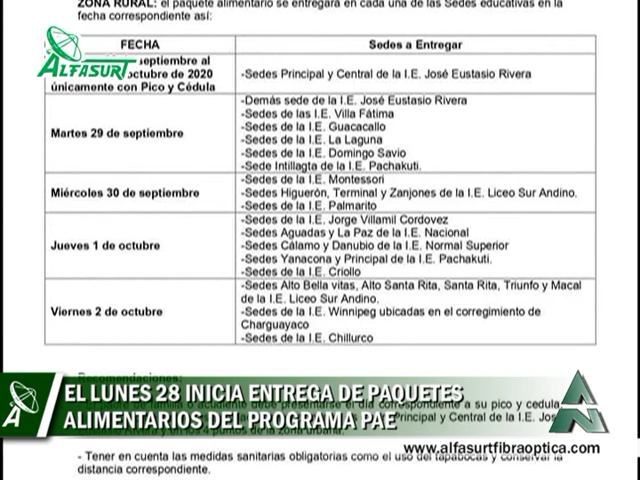 ZONA RURAL: el paquete alimentario se entregará en cada una de las Sedes educativas en la
fecha correspondiente así:
FECHA
Sedes a Entregar
septiembre al
octubre de 2020
únicamente con Pico y Cédula
-Sedes Principal y Central de la I.E. José Eustasio Rivera
ALFASURT
Martes 29 de septiembre
-Demás sede de la I.E. José Eustasio Rivera
-Sedes de las I.E. Villa Fátima
-Sedes de la I.E. Guacacallo
-Sedes de la I.E. La Laguna
-Sedes de la I.E. Domingo Savio
-Sede Intillagta de la I.E. Pachakuti.
Miércoles 30 de septiembre
-Sedes de la I.E. Montessori
-Sedes Higuerón, Terminal y Zanjones de la I.E. Liceo Sur Andino.
-Sedes de la I.E. Palmarito
Jueves 1 de octubre
-Sedes de la I.E. Jorge Villamil Cordovez
-Sedes Aguadas y La Paz de la I.E. Nacional
-Sedes Cálamo y Danubio de la I.E. Normal Superior
-Sedes Yanacona y Principal de la I.E. Pachakuti.
-Sedes de la I.E. Criollo
Viernes 2 de octubre
-Sedes Alto Bella vitas, Alto Santa Rita, Santa Rita, Triunfo y Macal
de la I.E. Liceo Sur Andino.
-Sedes de la I.E. Winnipeg ubicadas en el corregimiento de
Charguayaco
-Sedes de la I.E. Chillurco
Recomendaciones:
EL LUNES 28 INICIA ENTREGA DE PAQUETES
ALIMENTARIOS DEL PROGRAMA PAE
a su pico y cedula
Principal y Central de la I.E.
www.alfasurtfibraoptica.com
- Tener en cuenta las medidas sanitarias obligatorias como el uso del tapabocas y conservar la
distancia correspondiente.